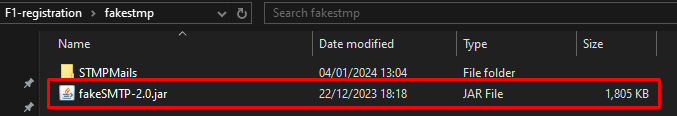 F1-registration › fakestmp
Search fakestmp
Name Date modified Type Size
STMPMails 04/01/2024 13:04 File folder
fakeSMTP-2.0.jar 22/12/2023 18:18 JAR File 1,805 KB